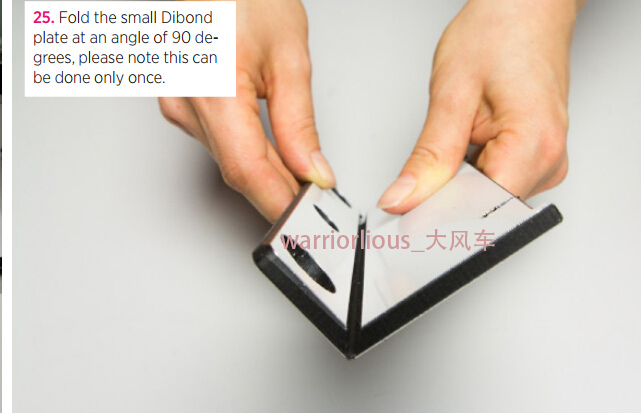 25. Fold the small Dibond
plate at an angle of 90 de-
grees, please note this can
be done only once.
warriorlious_大风车